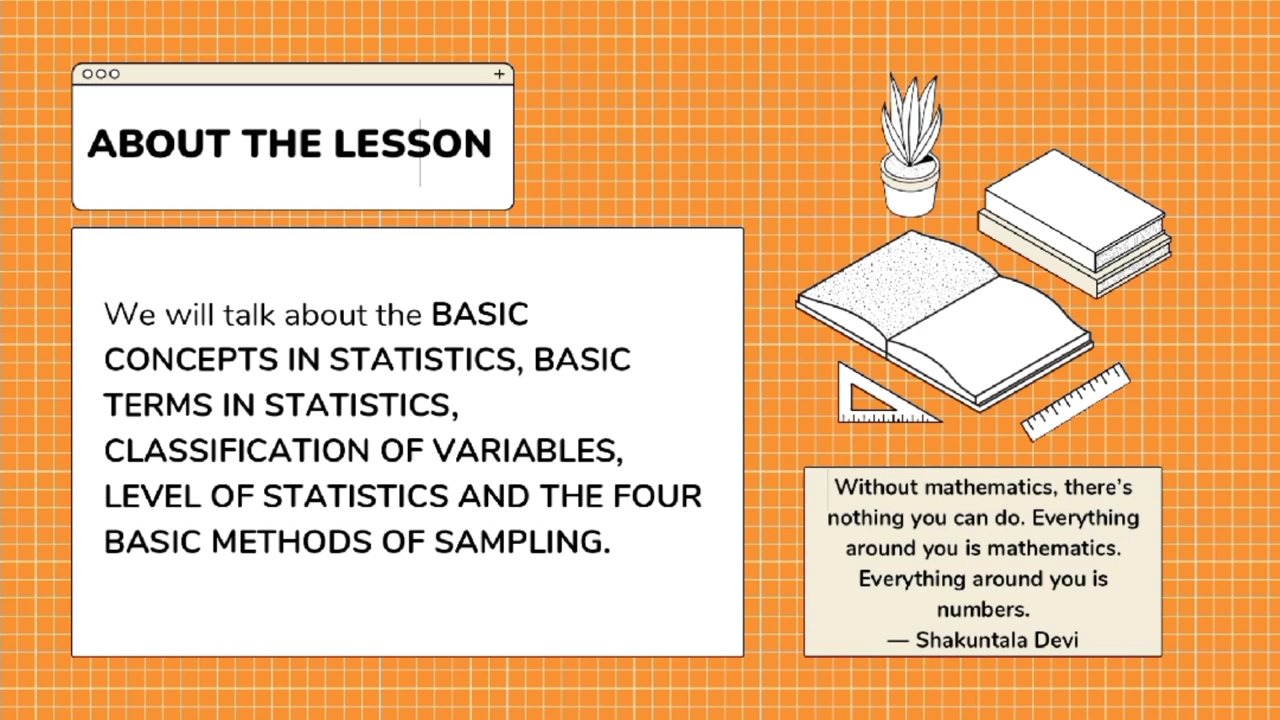 ABOUT THE LESSON
We will talk about the BASIC
CONCEPTS IN STATISTICS, BASIC
TERMS IN STATISTICS,
CLASSIFICATION OF VARIABLES,
LEVEL OF STATISTICS AND THE FOUR
BASIC METHODS OF SAMPLING.
Without mathematics, there’s
nothing you can do. Everything
around you is mathematics.
Everything around you is
numbers.
— Shakuntala Devi